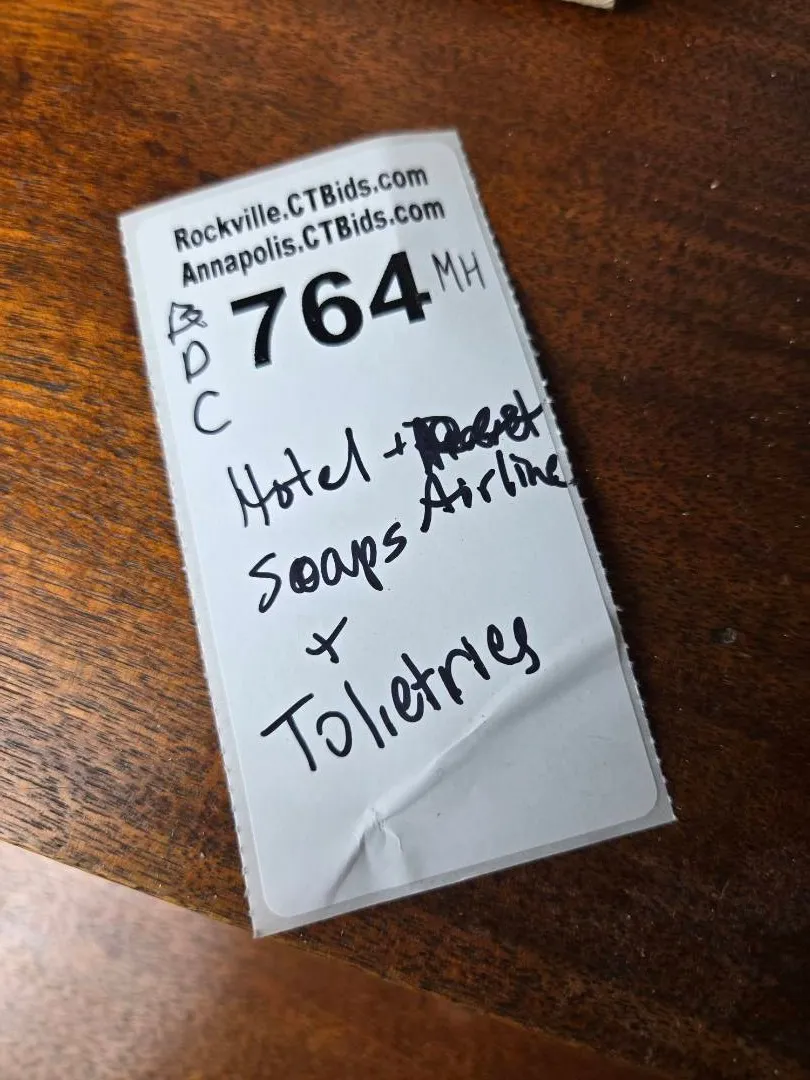 Rockville.CTBids.com
Annapolis.CTBids.com
764 MH
D
C
Hotel +
Airline
Soaps
+
Tolietries